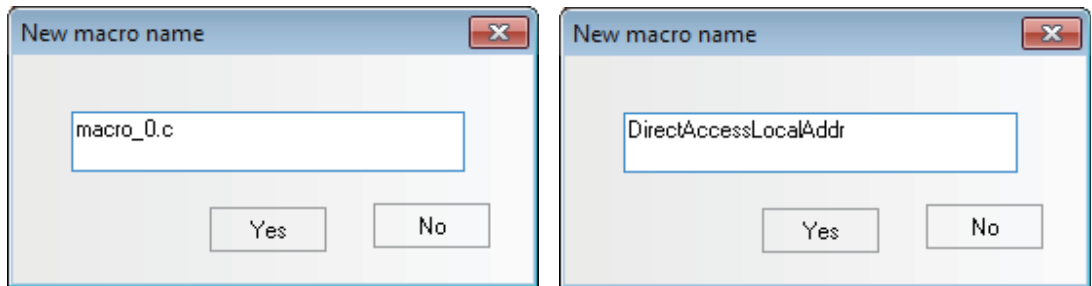 New macro name
macro_0.c
Yes
No
New macro name
DirectAccessLocalAddr
Yes
No